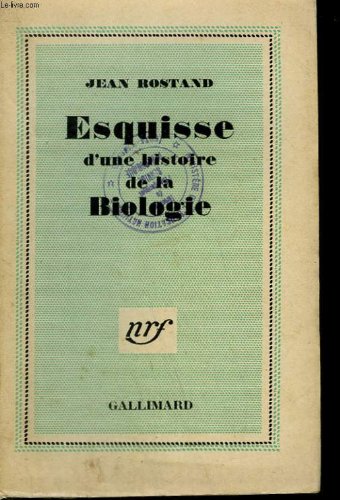 Le-livre.com
JEAN ROSTAND
Esquisse
d'une histoire
de la
Biologie
nrf
GALLIMARD